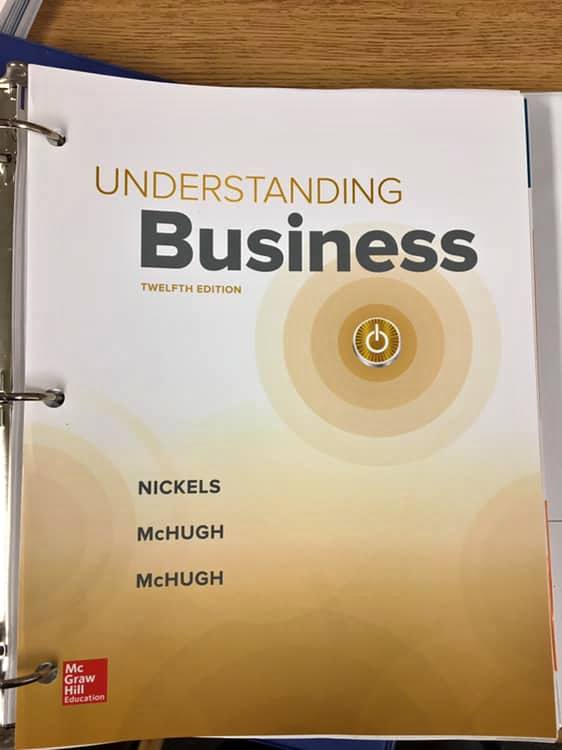 UNDERSTANDING
Business
TWELFTH EDITION
NICKELS
McHUGH
McHUGH
Mc
Graw
Hill
Education